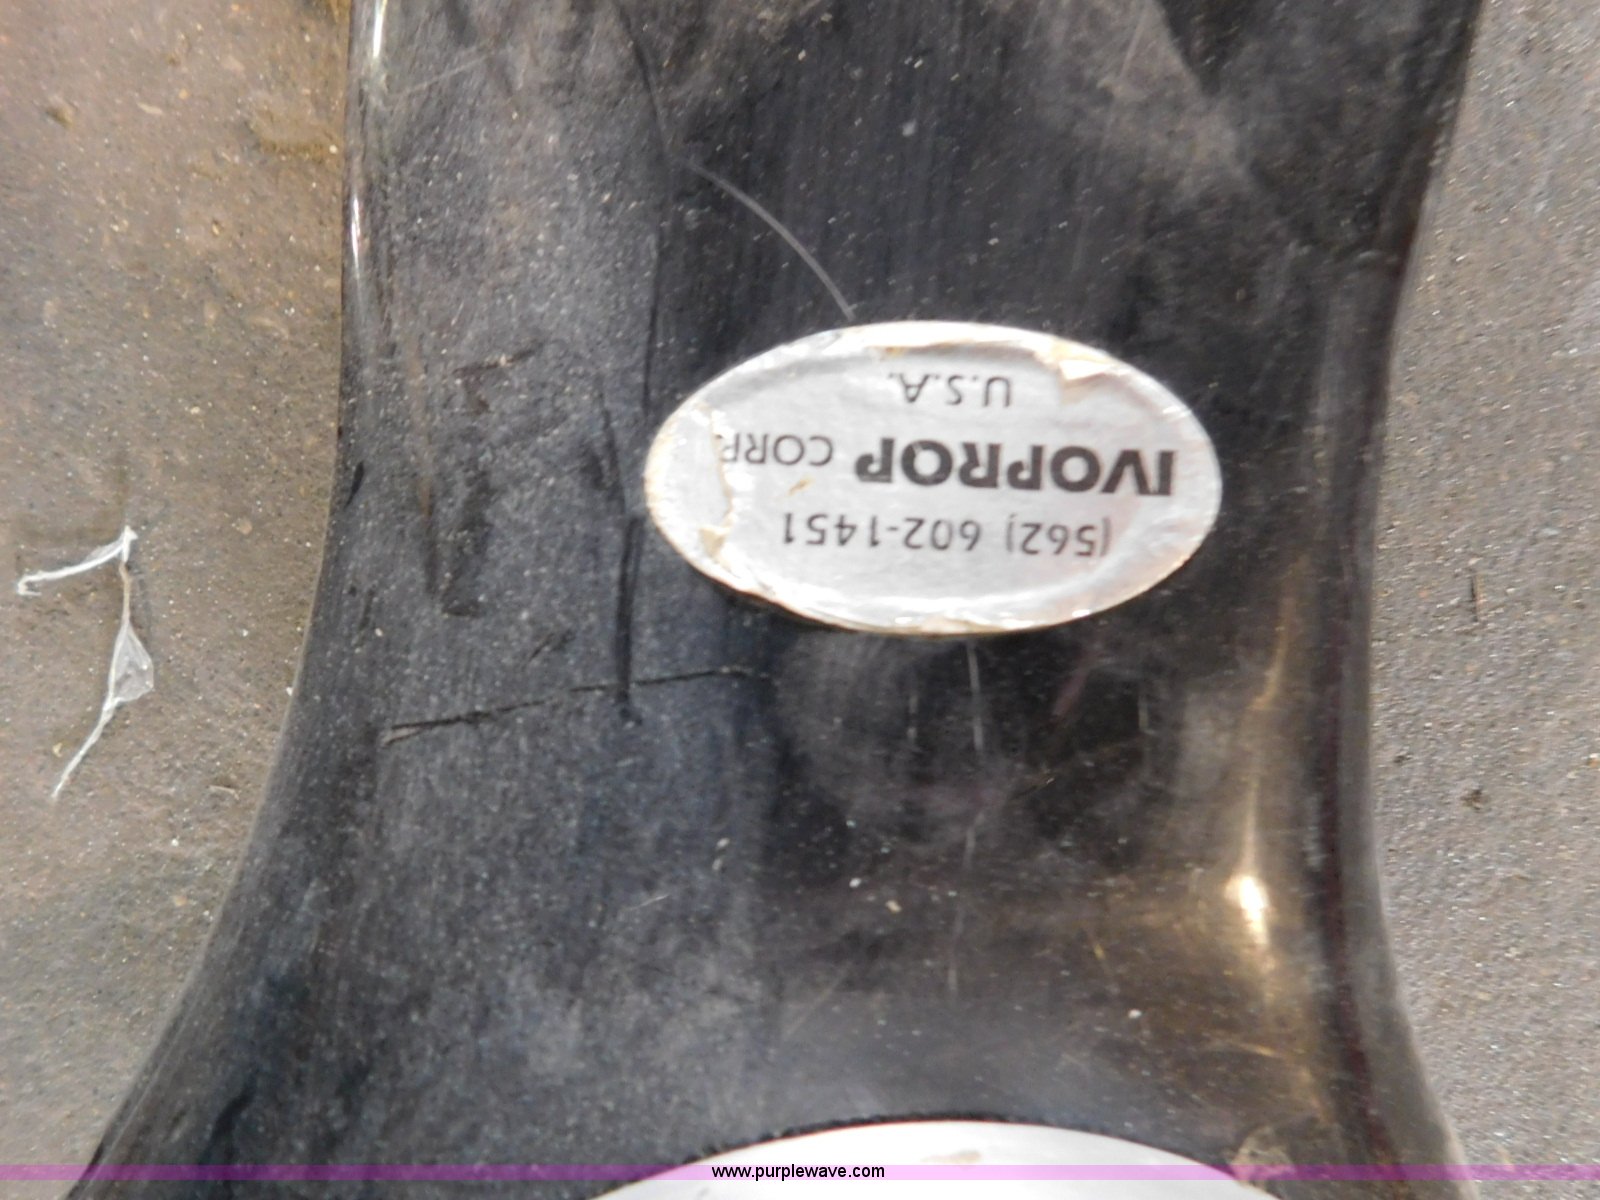 (562) 602-1451
IVOPROP CORP.
U.S.A.
www.purplewave.com